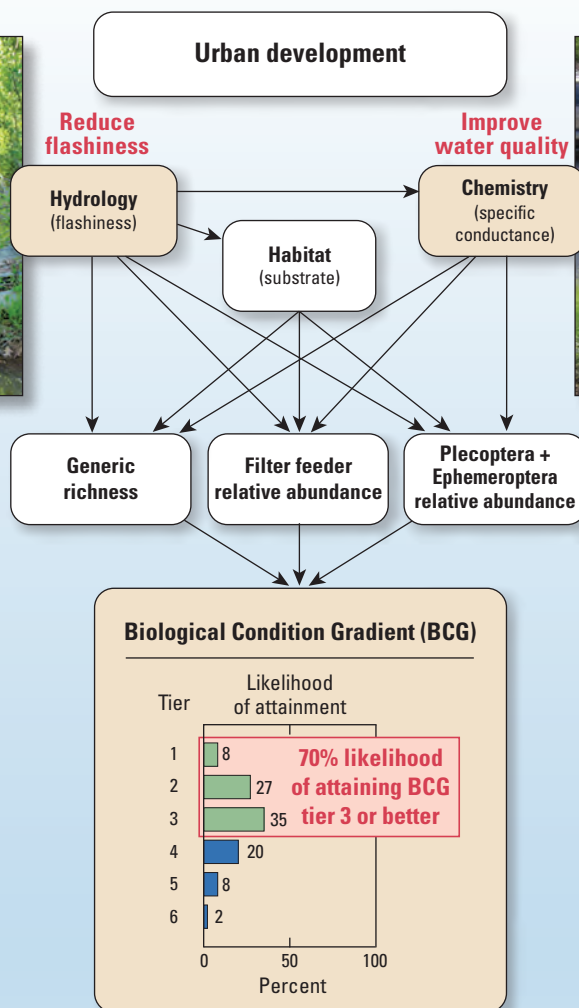 Urban development
Reduce
flashiness
Improve
water quality
Hydrology
(flashiness)
Chemistry
(specific
conductance)
Habitat
(substrate)
Generic
richness
Filter feeder
relative abundance
Plecoptera +
Ephemeroptera
relative abundance
Biological Condition Gradient (BCG)
Tier
Likelihood
of attainment
1 8
2 27
3 35
70% likelihood
of attaining BCG
tier 3 or better
4 20
5 8
6 2
0 50 100
Percent